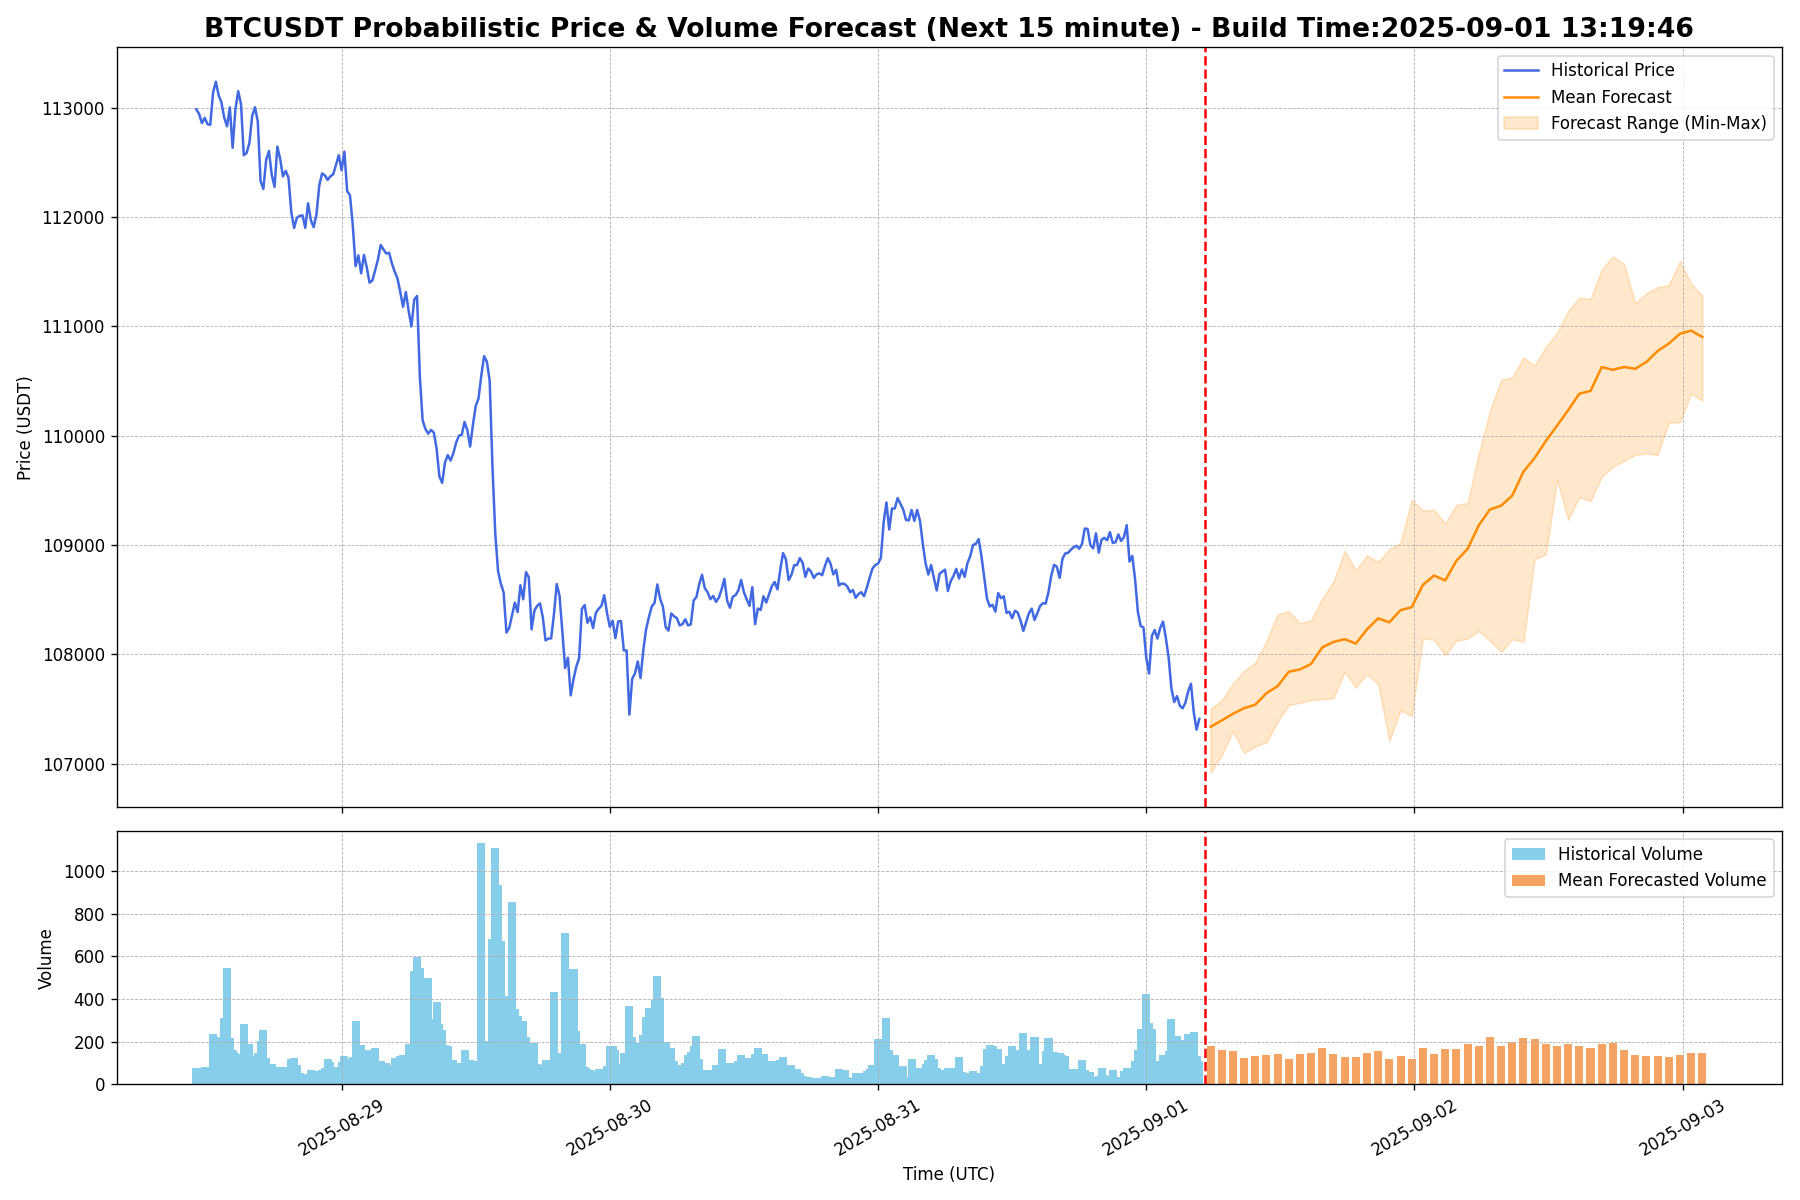 BTCUSDT Probabilistic Price & Volume Forecast (Next 15 minute) - Build Time:2025-09-01 13:19:46
Historical Price
Mean Forecast
Forecast Range (Min-Max)
113000
112000
111000
110000
109000
108000
107000
Price (USDT)
Historical Volume
Mean Forecasted Volume
1000
800
600
400
200
0
Volume
2025-08-29
2025-08-30
2025-08-31
2025-09-01
2025-09-02
2025-09-03
Time (UTC)